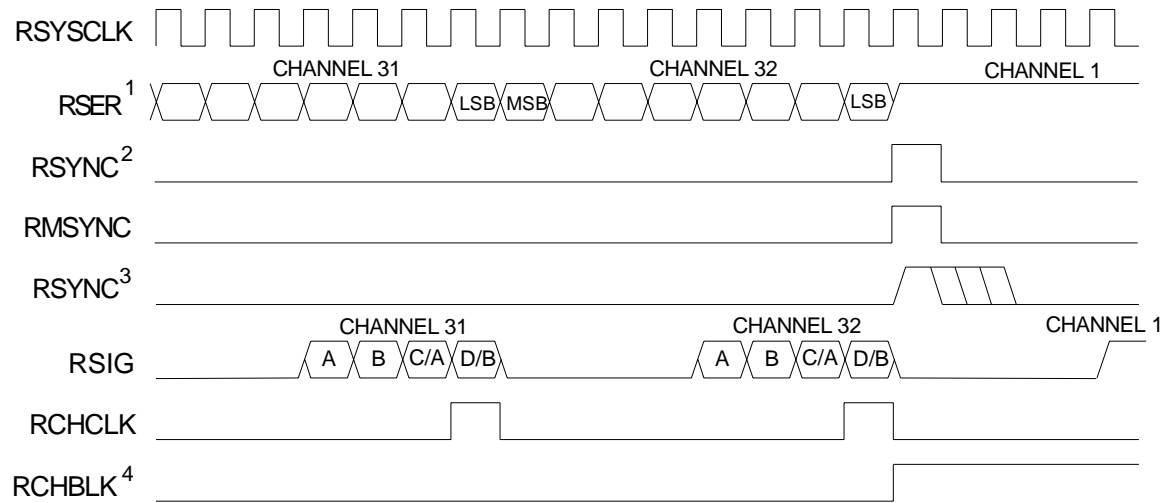 RSYSCLK
CHANNEL 31 CHANNEL 32 CHANNEL 1
RSER1 LSB MSB LSB
RSYNC2
RMSYNC
RSYNC3
CHANNEL 31 CHANNEL 32 CHANNEL 1
RSIG A B C/A D/B A B C/A D/B
RCHCLK
RCHBLK4